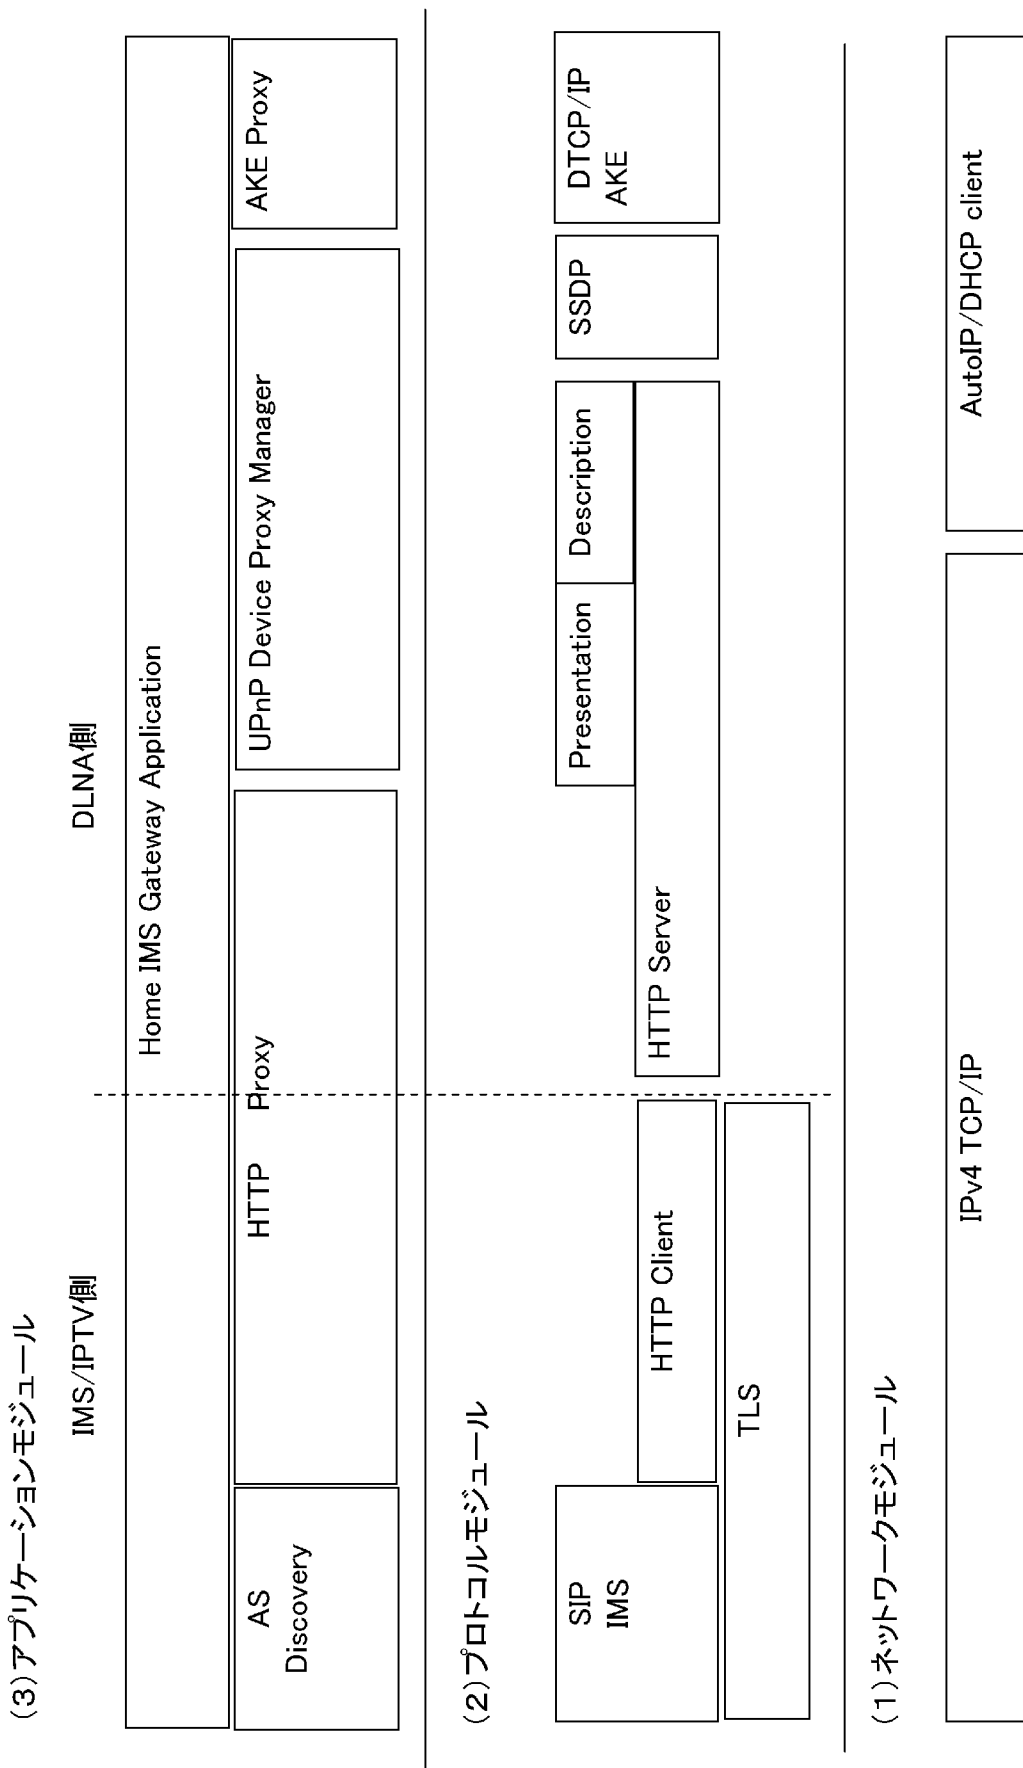 (3)アプリケーションモジュール
IMS/IPTV側
DLNA側
Home IMS Gateway Application
AS
Discovery
HTTP Proxy
UPnP Device Proxy Manager
AKE Proxy
(2)プロトコルモジュール
SIP
IMS
Presentation
Description
SSDP
DTCP/IP
AKE
HTTP Client
HTTP Server
TLS
(1)ネットワークモジュール
IPv4 TCP/IP
AutoIP/DHCP client